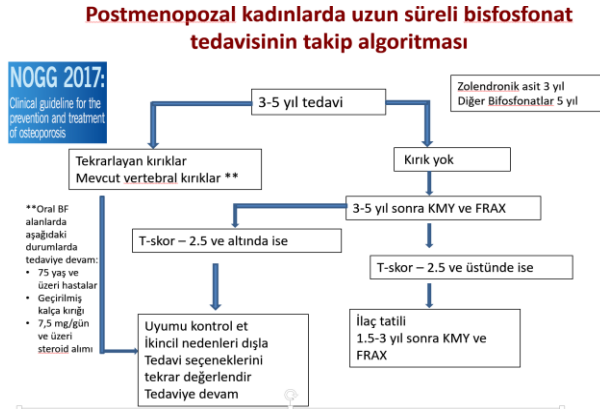 Postmenopozal kadınlarda uzun süreli bisfosfonat
tedavisinin takip algoritması
NOGG 2017:
Clinical guideline for the
prevention and treatment
of osteoporosis
3-5 yıl tedavi
Zolendronik asit 3 yıl
Diğer Bifosfonatlar 5 yıl
Tekrarlayan kırıklar
Mevcut vertebral kırıklar **
Kırık yok
**Oral BF
alanlarda
aşağıdaki
durumlarda
tedaviye devam:
• 75 yaş ve
üzeri hastalar
• Geçirilmiş
kalça kırığı
• 7,5 mg/gün
ve üzeri
steroid alımı
3-5 yıl sonra KMY ve FRAX
T-skor – 2.5 ve altında ise
T-skor – 2.5 ve üstünde ise
Uyumu kontrol et
İkincil nedenleri dışla
Tedavi seçeneklerini
tekrar değerlendir
Tedaviye devam
İlaç tatili
1.5-3 yıl sonra KMY ve
FRAX